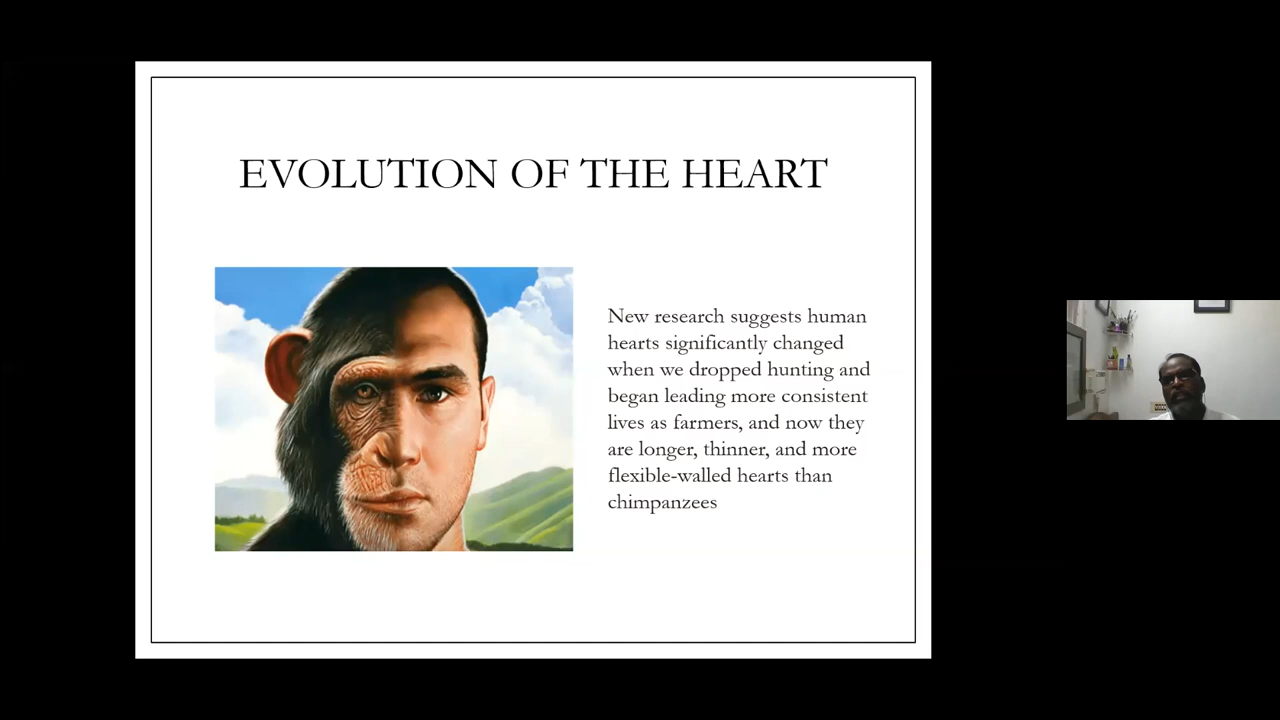 EVOLUTION OF THE HEART
New research suggests human
hearts significantly changed
when we dropped hunting and
began leading more consistent
lives as farmers, and now they
are longer, thinner, and more
flexible-walled hearts than
chimpanzees